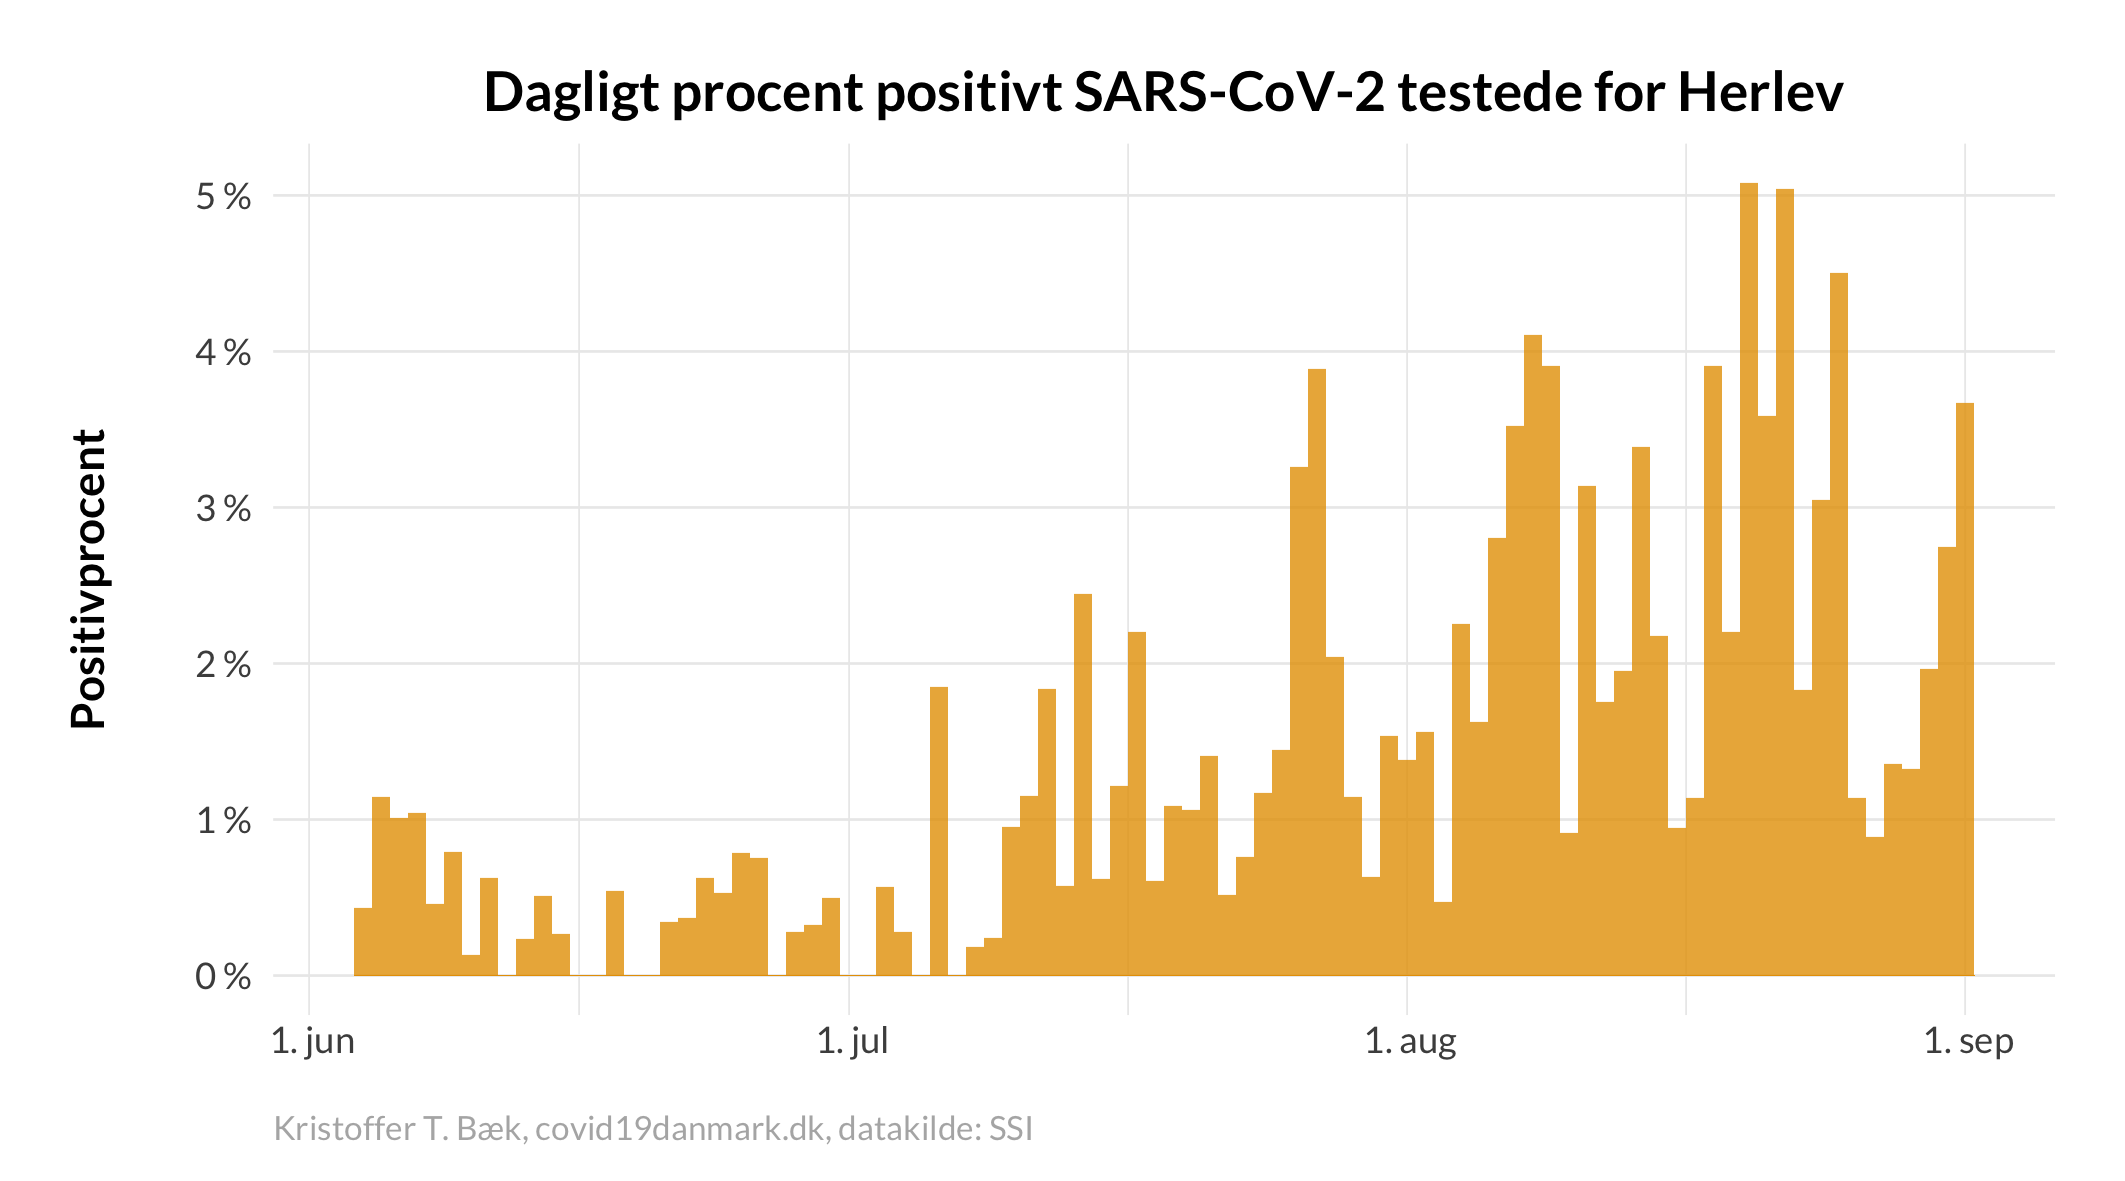 Dagligt procent positivt SARS-CoV-2 testede for Herlev
Positivprocent
5 %
4 %
3 %
2 %
1 %
0 %
1. jun
1. jul
1. aug
1. sep
Kristoffer T. Bæk, covid19danmark.dk, datakilde: SSI